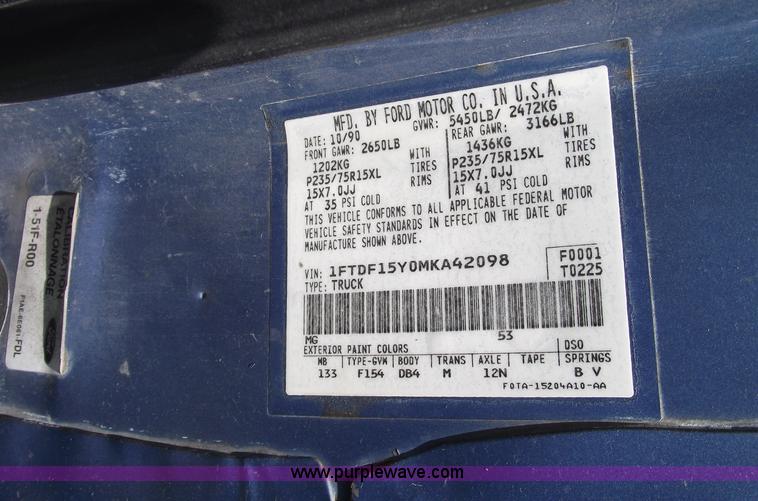 MFD. BY FORD MOTOR CO. IN U.S.A.
DATE: 10/90 GVWR: 5450LB/ 2472KG
FRONT GAWR: 2650LB REAR GAWR: 3166LB
1202KG WITH 1436KG WITH
P235/75R15XL TIRES P235/75R15XL TIRES
15X7.0JJ RIMS 15X7.0JJ RIMS
AT 35 PSI COLD AT 41 PSI COLD
THIS VEHICLE CONFORMS TO ALL APPLICABLE FEDERAL MOTOR
VEHICLE SAFETY STANDARDS IN EFFECT ON THE DATE OF
MANUFACTURE SHOWN ABOVE.
VIN: 1FTDF15Y0MKA42098 F0001
TYPE: TRUCK T0225
MG 53
EXTERIOR PAINT COLORS DSO
WB TYPE-GVW BODY TRANS AXLE TAPE SPRINGS
133 F154 DB4 M 12N B V
F0TA-15204A10-AA
CALIBRATION
ÉTALONNAGE
1-51F-R00
P1AE-6E061-FDL
Ford
www.purplewave.com